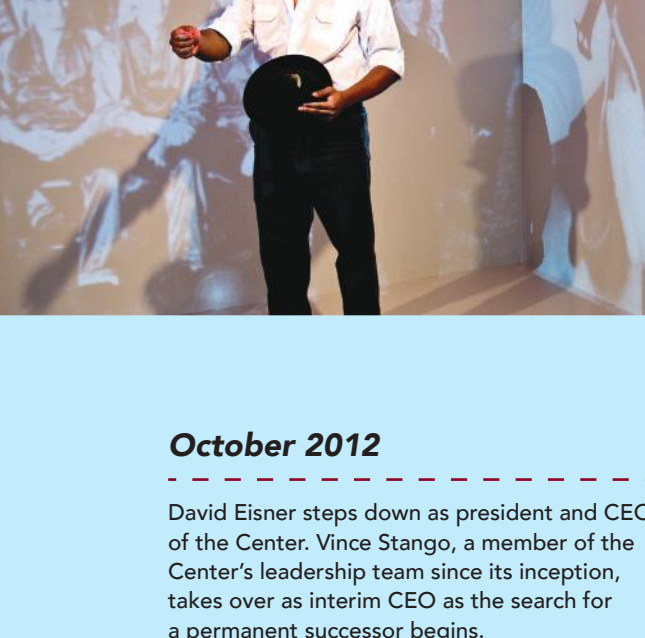 October 2012
David Eisner steps down as president and CEO
of the Center. Vince Stango, a member of the
Center’s leadership team since its inception,
takes over as interim CEO as the search for
a permanent successor begins.